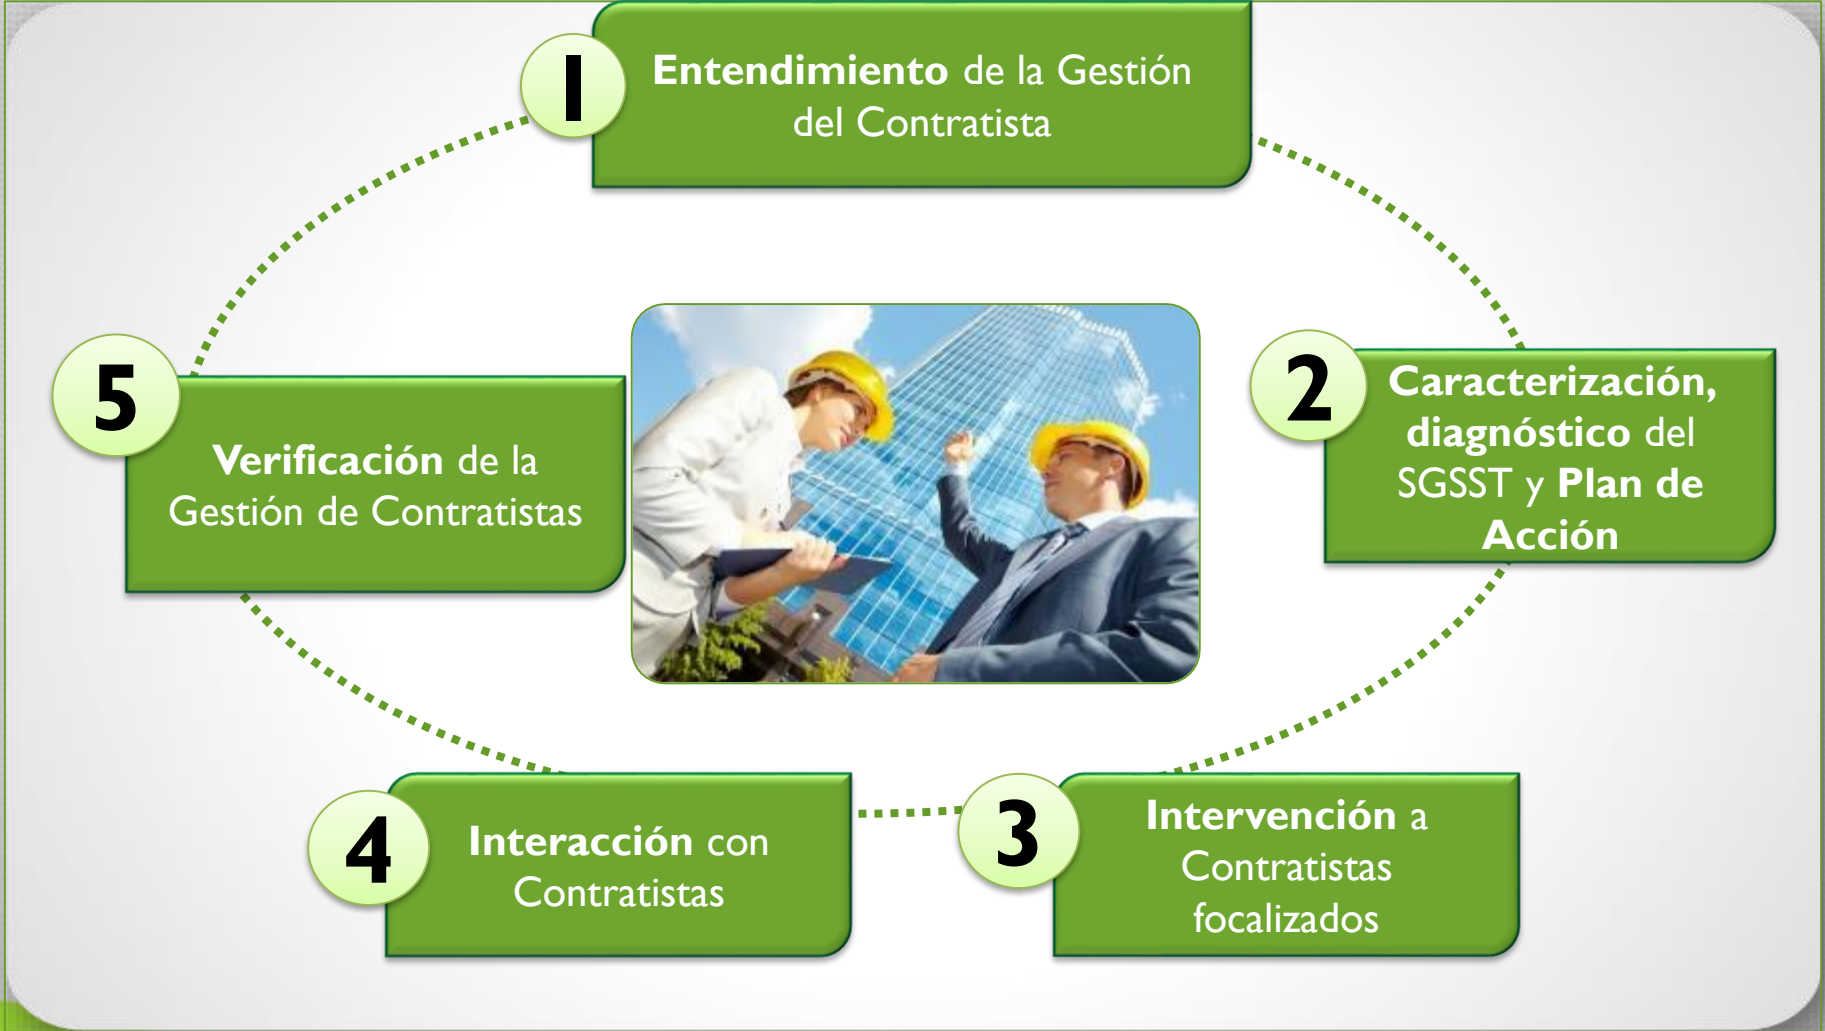 1
Entendimiento de la Gestión
del Contratista
2
Caracterización,
diagnóstico del
SGSST y Plan de
Acción
3
Intervención a
Contratistas
focalizados
4
Interacción con
Contratistas
5
Verificación de la
Gestión de Contratistas